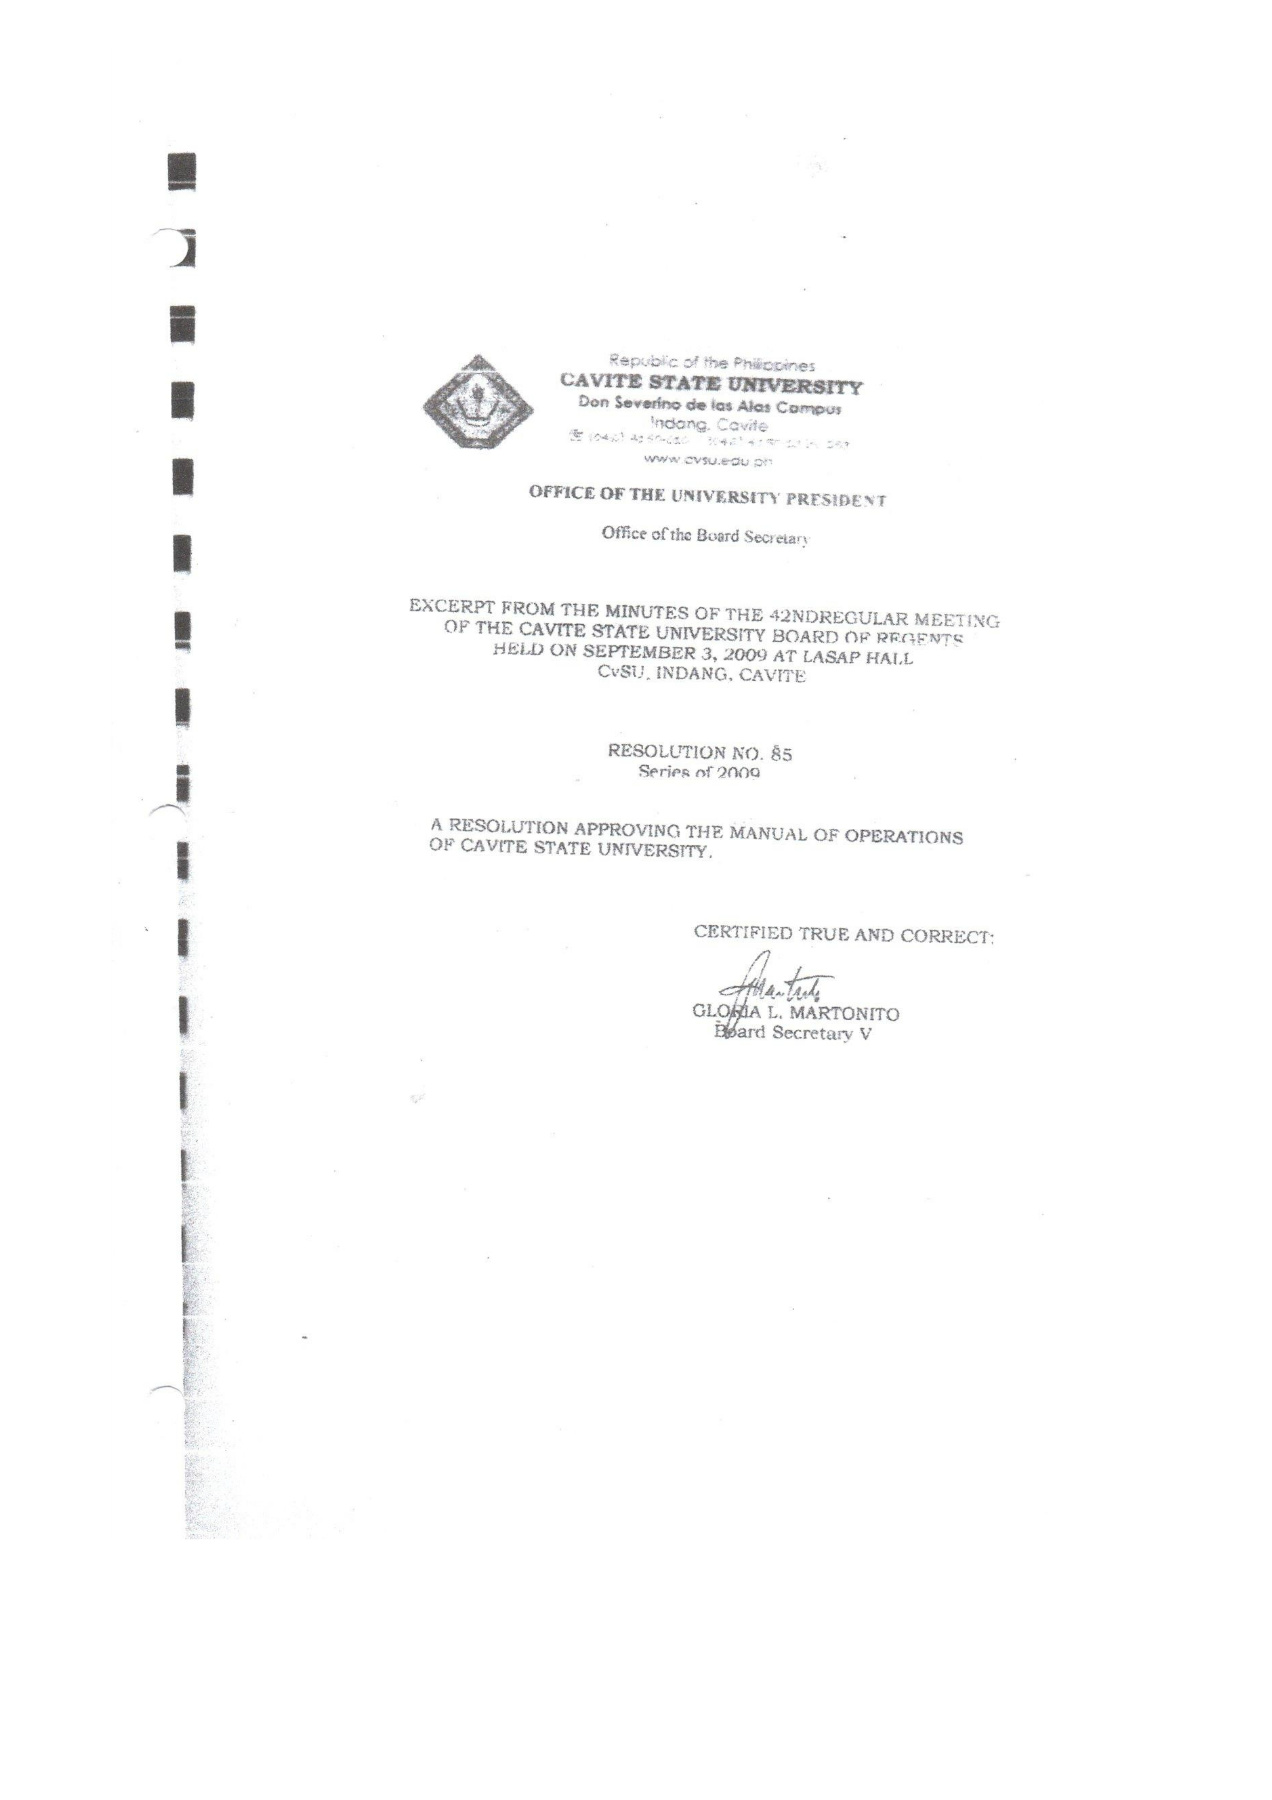 Republic of the Philippines
CAVITE STATE UNIVERSITY
Don Severino de las Alas Campus
Indang, Cavite
www.cvsu.edu.ph
OFFICE OF THE UNIVERSITY PRESIDENT
Office of the Board Secretary
EXCERPT FROM THE MINUTES OF THE 42NDREGULAR MEETING
OF THE CAVITE STATE UNIVERSITY BOARD OF REGENTS
HELD ON SEPTEMBER 3, 2009 AT LASAP HALL
CvSU, INDANG, CAVITE
RESOLUTION NO. 85
Series of 2009
A RESOLUTION APPROVING THE MANUAL OF OPERATIONS
OF CAVITE STATE UNIVERSITY.
CERTIFIED TRUE AND CORRECT:
GLORIA L. MARTONITO
Board Secretary V